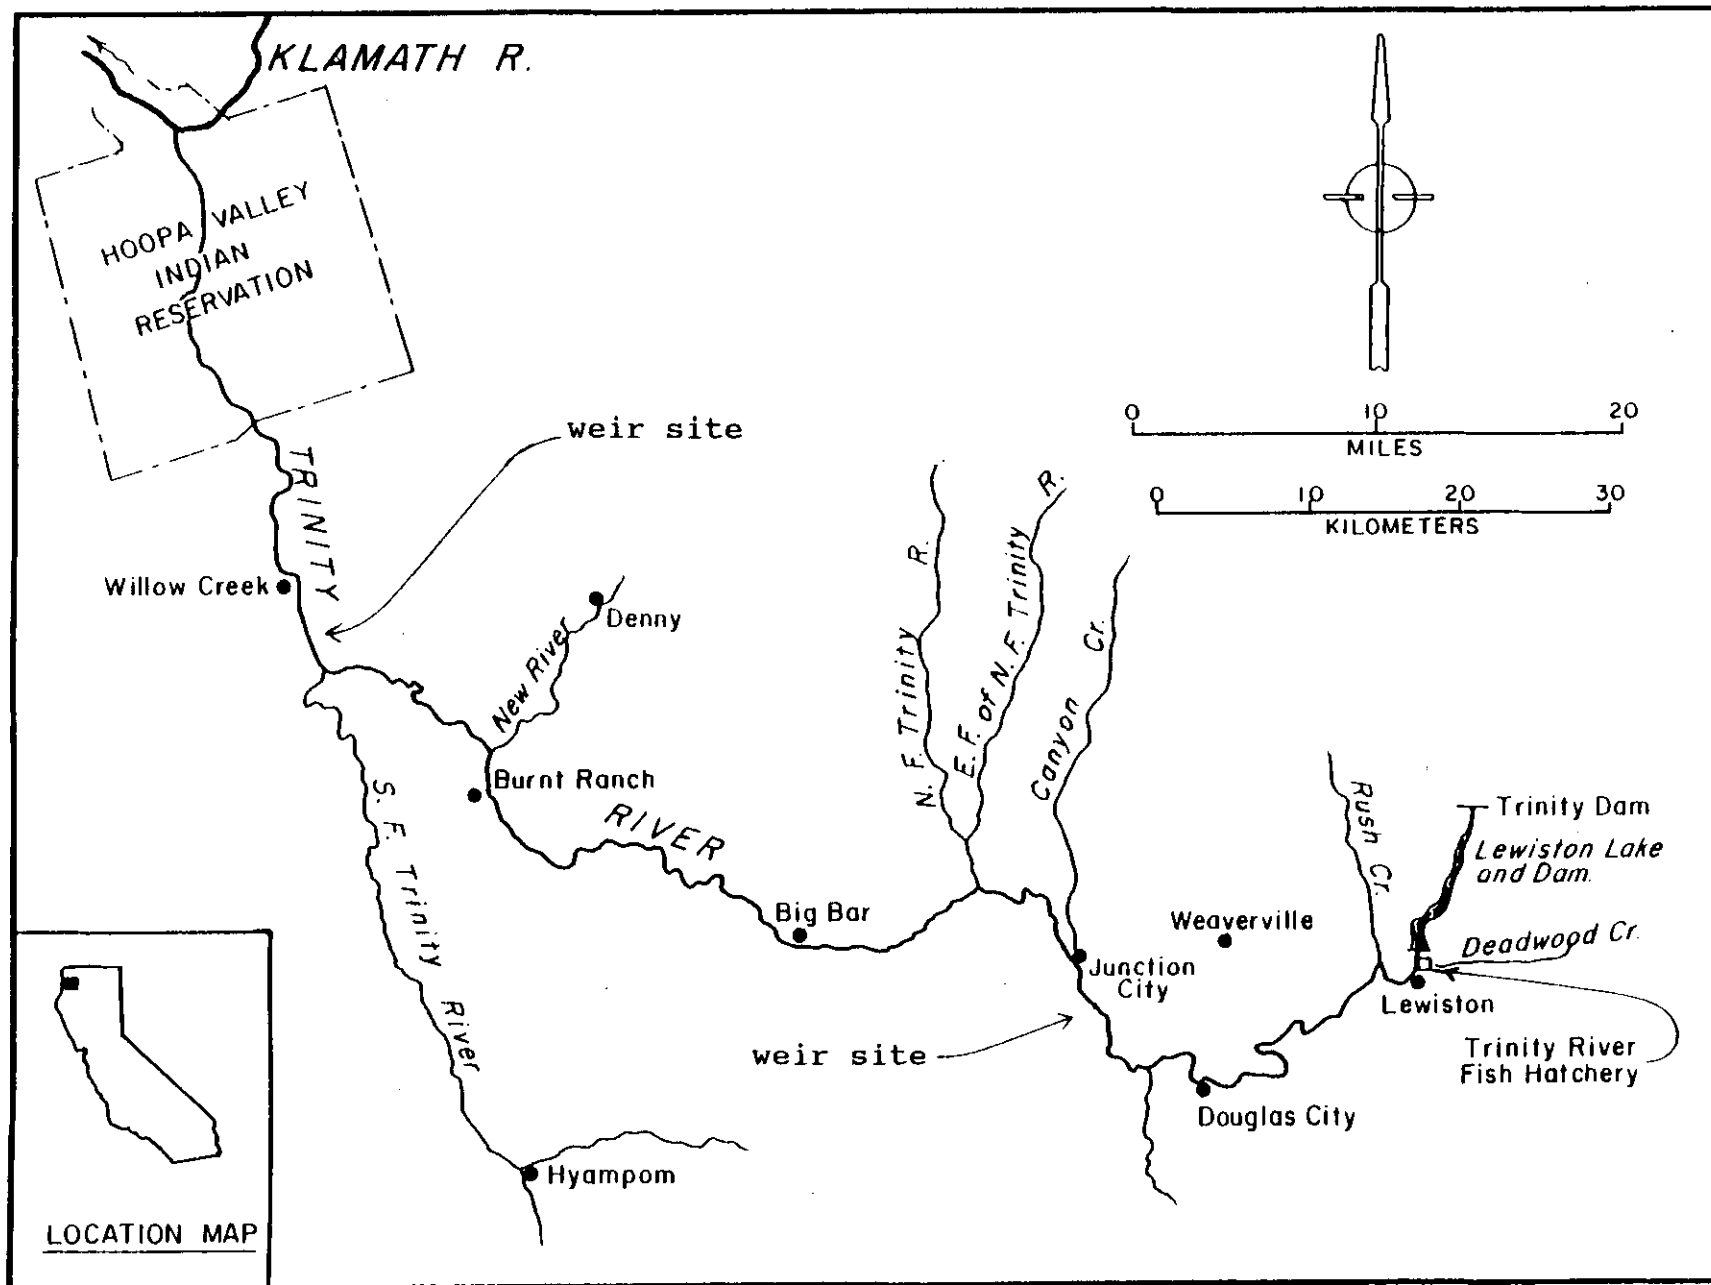 KLAMATH R.
HOOPA VALLEY
INDIAN
RESERVATION
0 10 20
MILES
0 10 20 30
KILOMETERS
weir site
TRINITY
Willow Creek
Denny
New River
N. F. Trinity R.
E. F. of N. F. Trinity R.
Canyon Cr.
Burnt Ranch
RIVER
S. F. Trinity River
Big Bar
Rush Cr.
Trinity Dam
Lewiston Lake
and Dam.
Weaverville
Deadwood Cr.
Junction
City
Lewiston
weir site
Trinity River
Fish Hatchery
Douglas City
Hyampom
LOCATION MAP